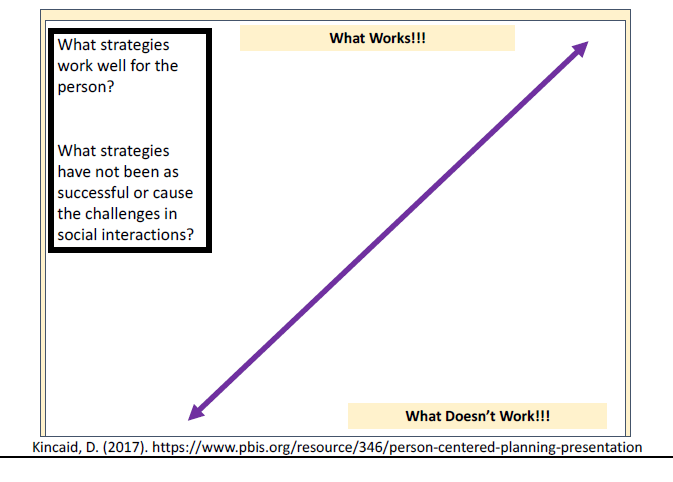 What strategies
work well for the
person?
What strategies
have not been as
successful or cause
the challenges in
social interactions?
What Works!!!
What Doesn’t Work!!!
Kincaid, D. (2017). https://www.pbis.org/resource/346/person-centered-planning-presentation